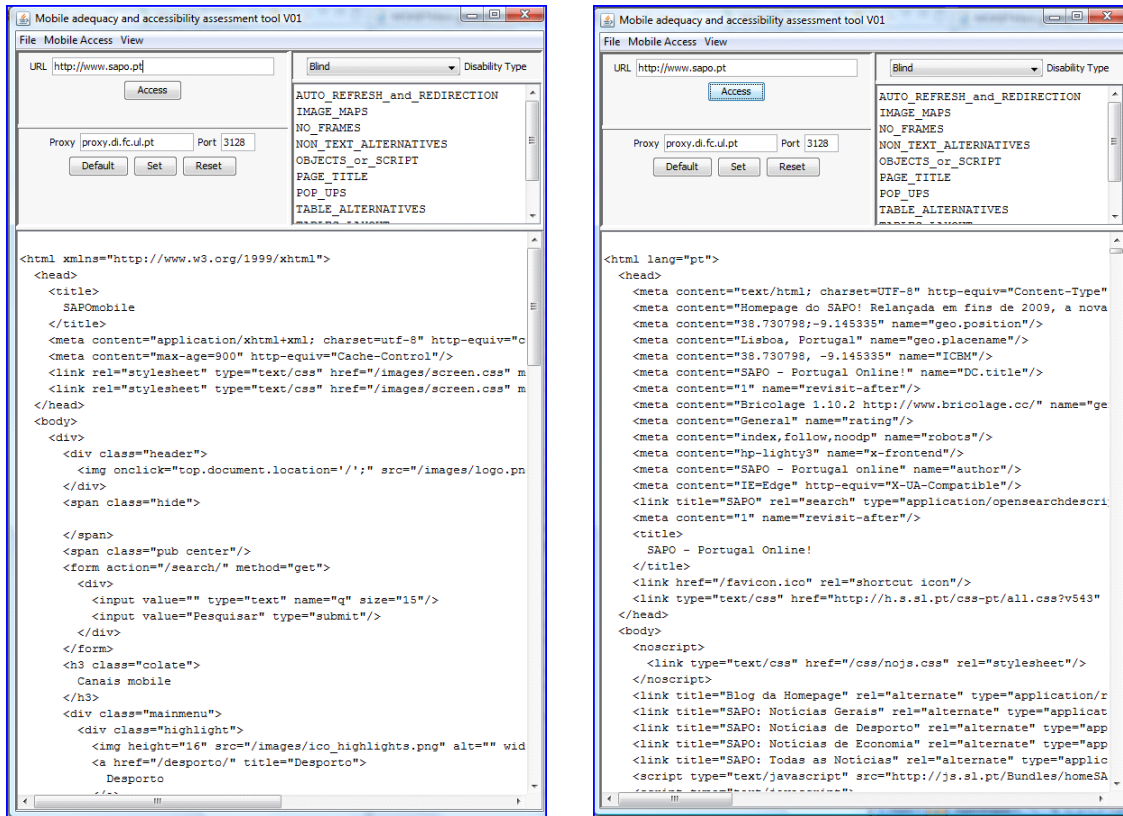 Mobile adequacy and accessibility assessment tool V01
File Mobile Access View
URL http://www.sapo.pt
Access
Blind Disability Type
Proxy proxy.di.fc.ul.pt Port 3128
Default Set Reset
AUTO_REFRESH_and_REDIRECTION
IMAGE_MAPS
NO_FRAMES
NON_TEXT_ALTERNATIVES
OBJECTS_or_SCRIPT
PAGE_TITLE
POP_UPS
TABLE_ALTERNATIVES
<html xmlns="http://www.w3.org/1999/xhtml">
<head>
<title>
SAPOmobile
</title>
<meta content="application/xhtml+xml; charset=utf-8" http-equiv="c
<meta content="max-age=900" http-equiv="Cache-Control"/>
<link rel="stylesheet" type="text/css" href="/images/screen.css" m
<link rel="stylesheet" type="text/css" href="/images/screen.css" m
</head>
<body>
<div>
<div class="header">
<img onclick="top.document.location='/';" src="/images/logo.pn
</div>
<span class="hide">
</span>
<span class="pub center"/>
<form action="/search/" method="get">
<div>
<input value="" type="text" name="q" size="15"/>
<input value="Pesquisar" type="submit"/>
</div>
</form>
<h3 class="colate">
Canais mobile
</h3>
<div class="mainmenu">
<div class="highlight">
<img height="16" src="/images/ico_highlights.png" alt="" wid
<a href="/desporto/" title="Desporto">
Desporto
Mobile adequacy and accessibility assessment tool V01
File Mobile Access View
URL http://www.sapo.pt
Access
Blind Disability Type
Proxy proxy.di.fc.ul.pt Port 3128
Default Set Reset
AUTO_REFRESH_and_REDIRECTION
IMAGE_MAPS
NO_FRAMES
NON_TEXT_ALTERNATIVES
OBJECTS_or_SCRIPT
PAGE_TITLE
POP_UPS
TABLE_ALTERNATIVES
<html lang="pt">
<head>
<meta content="text/html; charset=UTF-8" http-equiv="Content-Type"
<meta content="Homepage do SAPO! Relançada em fins de 2009, a nova
<meta content="38.730798;-9.145335" name="geo.position"/>
<meta content="Lisboa, Portugal" name="geo.placename"/>
<meta content="38.730798, -9.145335" name="ICBM"/>
<meta content="SAPO - Portugal Online!" name="DC.title"/>
<meta content="1" name="revisit-after"/>
<meta content="Bricolage 1.10.2 http://www.bricolage.cc/" name="ge
<meta content="General" name="rating"/>
<meta content="index,follow,noodp" name="robots"/>
<meta content="hp-lighty3" name="x-frontend"/>
<meta content="SAPO - Portugal online" name="author"/>
<meta content="IE=Edge" http-equiv="X-UA-Compatible"/>
<link title="SAPO" rel="search" type="application/opensearchdescri
<meta content="1" name="revisit-after"/>
<title>
SAPO - Portugal Online!
</title>
<link href="/favicon.ico" rel="shortcut icon"/>
<link type="text/css" href="http://h.s.sl.pt/css-pt/all.css?v543"
</head>
<body>
<noscript>
<link type="text/css" href="/css/nojs.css" rel="stylesheet"/>
</noscript>
<link title="Blog da Homepage" rel="alternate" type="application/r
<link title="SAPO: Notícias Gerais" rel="alternate" type="applicat
<link title="SAPO: Notícias de Desporto" rel="alternate" type="app
<link title="SAPO: Notícias de Economia" rel="alternate" type="app
<link title="SAPO: Todas as Notícias" rel="alternate" type="applic
<script type="text/javascript" src="http://js.sl.pt/Bundles/homeSA